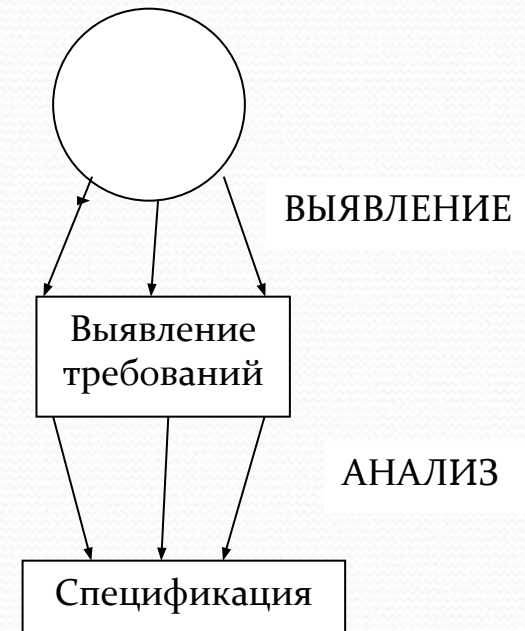 ВЫЯВЛЕНИЕ
Выявление
требований
АНАЛИЗ
Спецификация